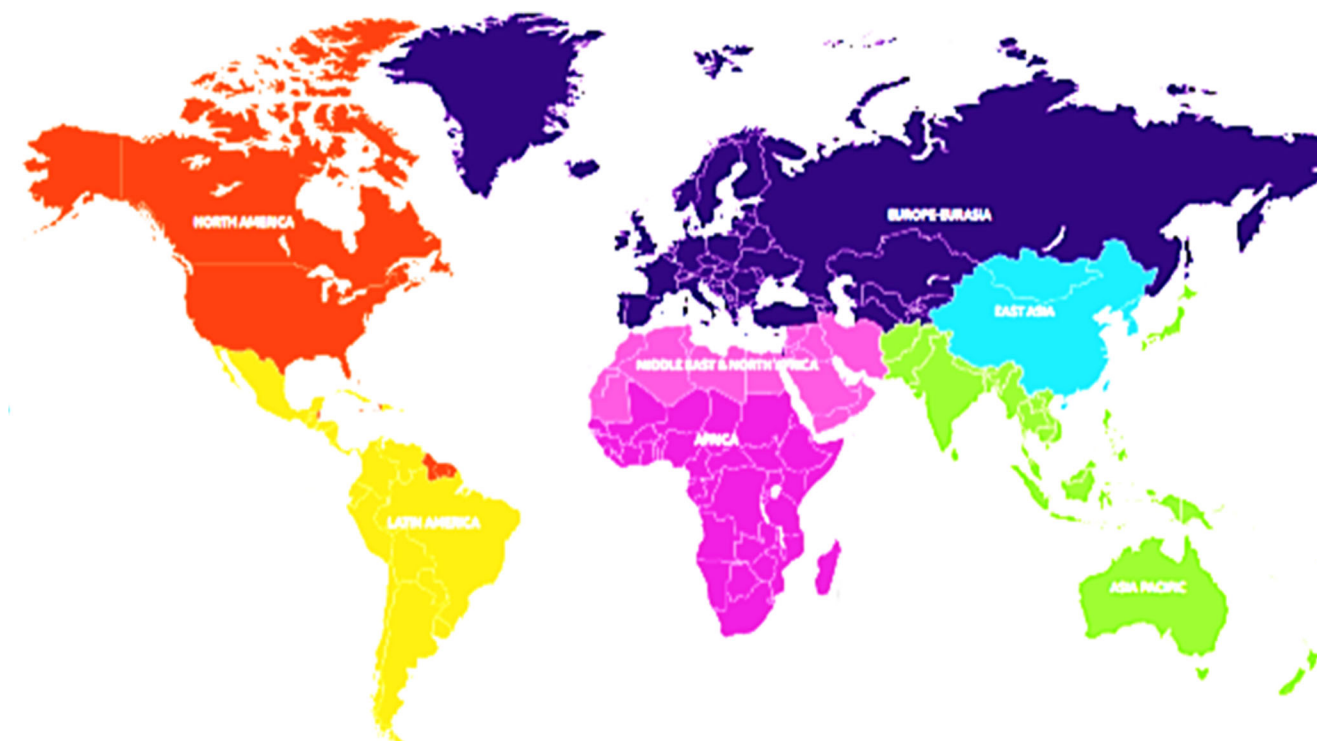 NORTH AMERICA
EUROPE-EURASIA
EAST ASIA
MIDDLE EAST & NORTH AFRICA
AFRICA
LATIN AMERICA
ASIA PACIFIC